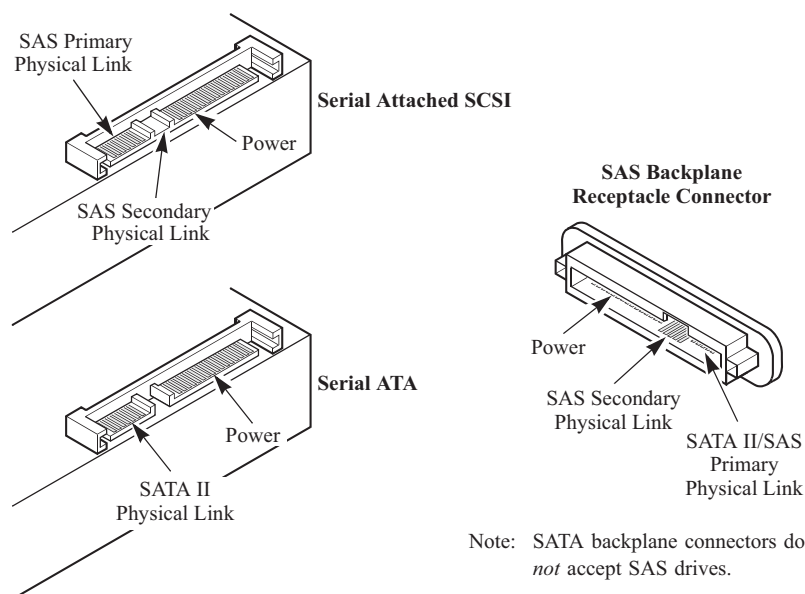 SAS Primary
Physical Link
Serial Attached SCSI
Power
SAS Secondary
Physical Link
Serial ATA
Power
SATA II
Physical Link
SAS Backplane
Receptacle Connector
Power
SAS Secondary
Physical Link
SATA II/SAS
Primary
Physical Link
Note: SATA backplane connectors do
not accept SAS drives.